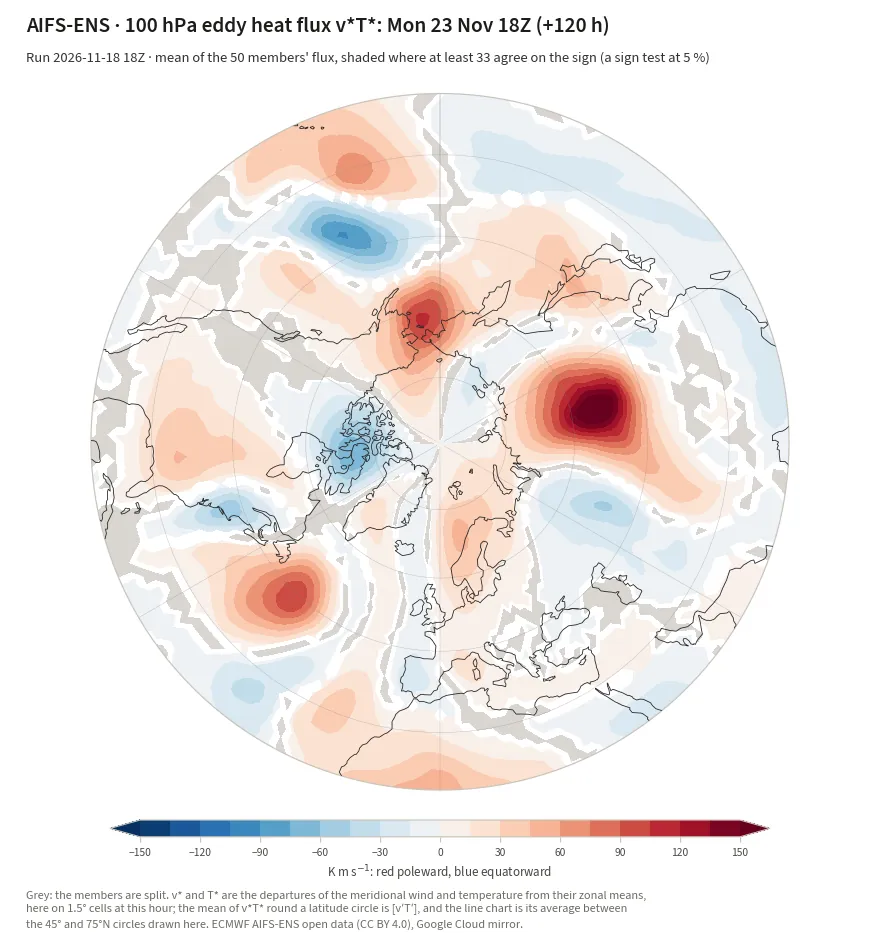 AIFS-ENS · 100 hPa eddy heat flux v*T*: Mon 23 Nov 18Z (+120 h)
Run 2026-11-18 18Z · mean of the 50 members' flux, shaded where at least 33 agree on the sign (a sign test at 5 %)
−150 −120 −90 −60 −30 0 30 60 90 120 150
K m s⁻¹: red poleward, blue equatorward
Grey: the members are split. v* and T* are the departures of the meridional wind and temperature from their zonal means,
here on 1.5° cells at this hour; the mean of v*T* round a latitude circle is [v′T′], and the line chart is its average between
the 45° and 75°N circles drawn here. ECMWF AIFS-ENS open data (CC BY 4.0), Google Cloud mirror.